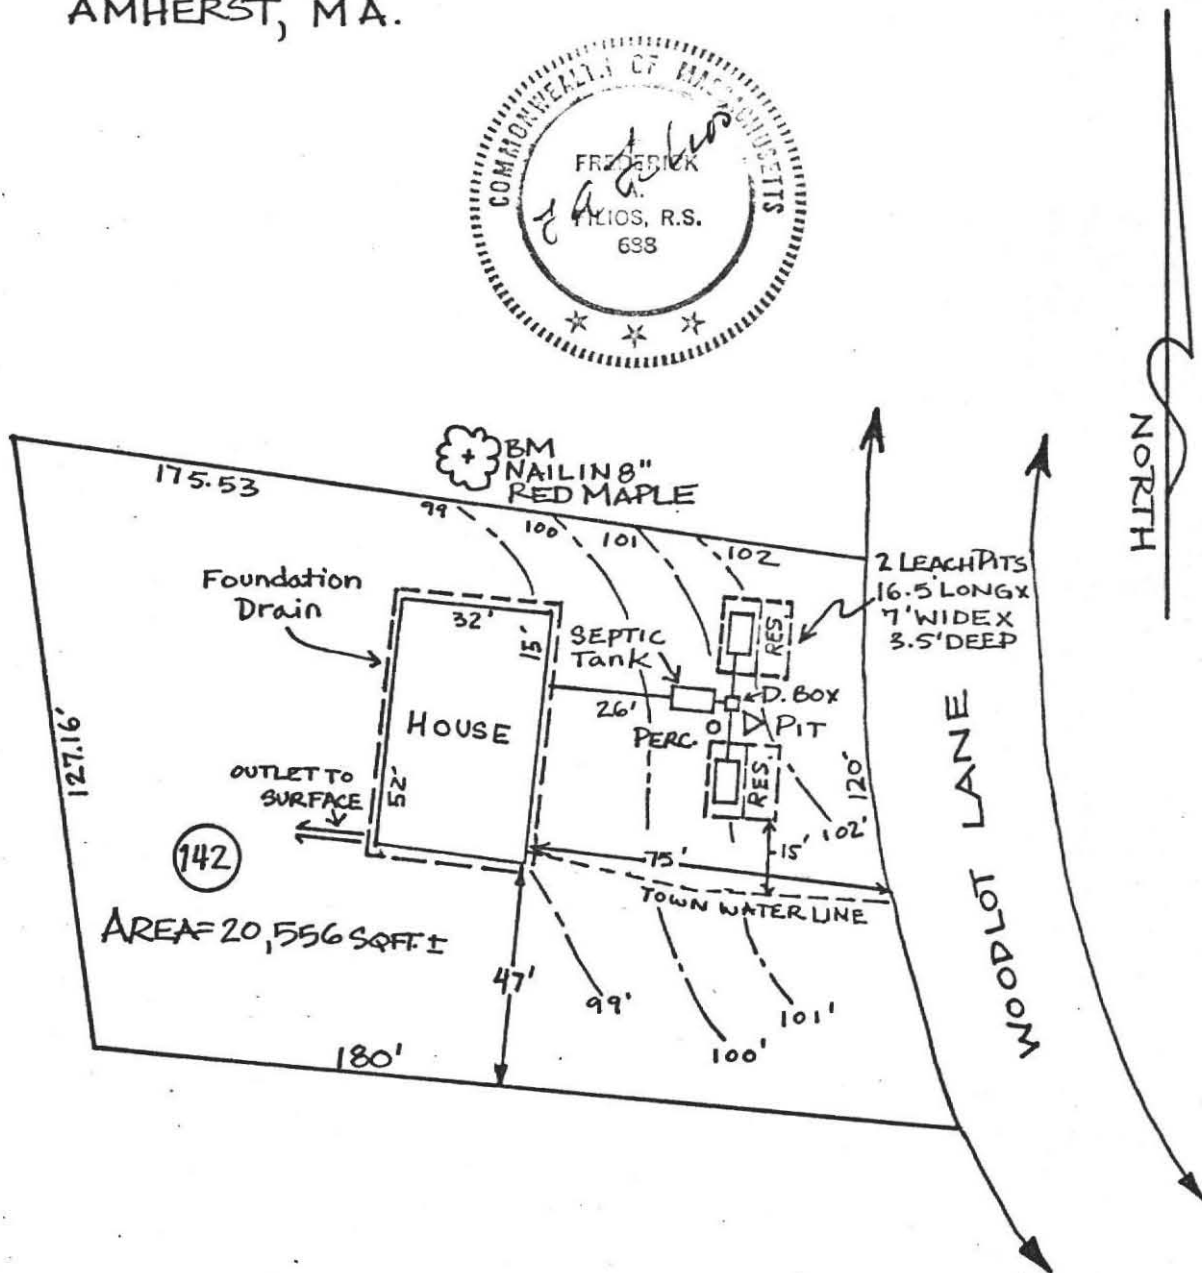 AMHERST, MA.
COMMONWEALTH OF MASSACHUSETTS
FREDERICK
A.
FILIOS, R.S.
638
NORTH
BM
NAIL IN 8"
RED MAPLE
175.53
99
100
101
102
2 LEACH PITS
16.5' LONG X
7' WIDE X
3.5' DEEP
Foundation
Drain
32'
15'
SEPTIC
Tank
RES.
26'
D. BOX
HOUSE
PERC.
PIT
127.16'
OUTLET TO
SURFACE
52'
RES.
120'
102'
WOODLOT LANE
142
75'
15'
TOWN WATER LINE
AREA = 20,556 SQ.FT. ±
47'
99'
101'
100'
180'